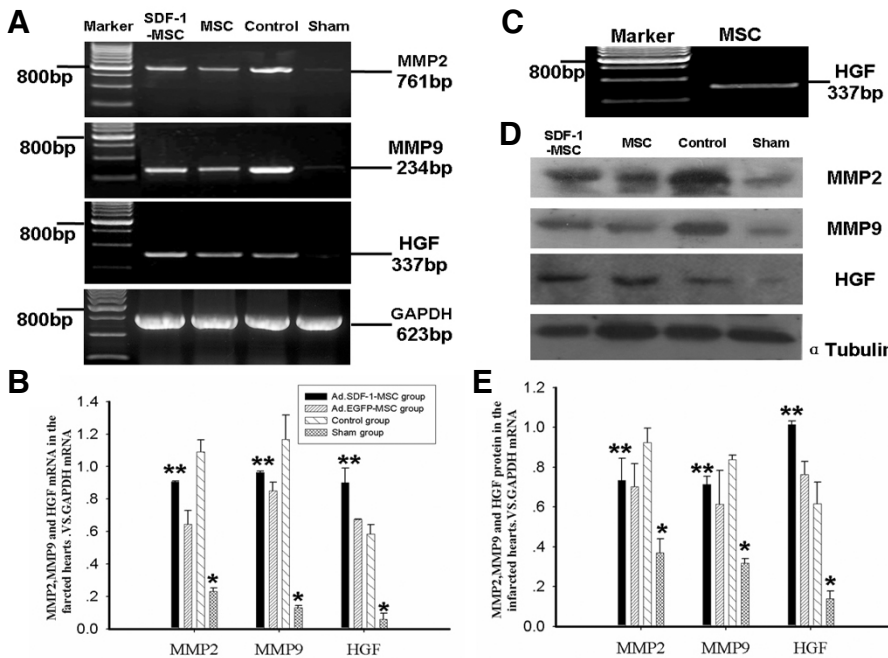 A
Marker SDF-1 -MSC MSC Control Sham
800bp
MMP2
761bp
800bp
MMP9
234bp
800bp
HGF
337bp
800bp
GAPDH
623bp
B
MMP2,MMP9 and HGF mRNA in the
farcted hearts .VS.GAPDH mRNA
1.4
1.2
1.0
.8
.6
.4
.2
0.0
Ad.SDF-1-MSC group
Ad.EGFP-MSC group
Control group
Sham group
** * ** * ** *
MMP2 MMP9 HGF
C
Marker MSC
800bp
HGF
337bp
D
SDF-1 -MSC MSC Control Sham
MMP2
MMP9
HGF
α Tubulin
E
MMP2,MMP9 and HGF protein in the
infarcted hearts.VS.GAPDH mRNA
1.2
1.0
.8
.6
.4
.2
0.0
** * ** * ** *
MMP2 MMP9 HGF